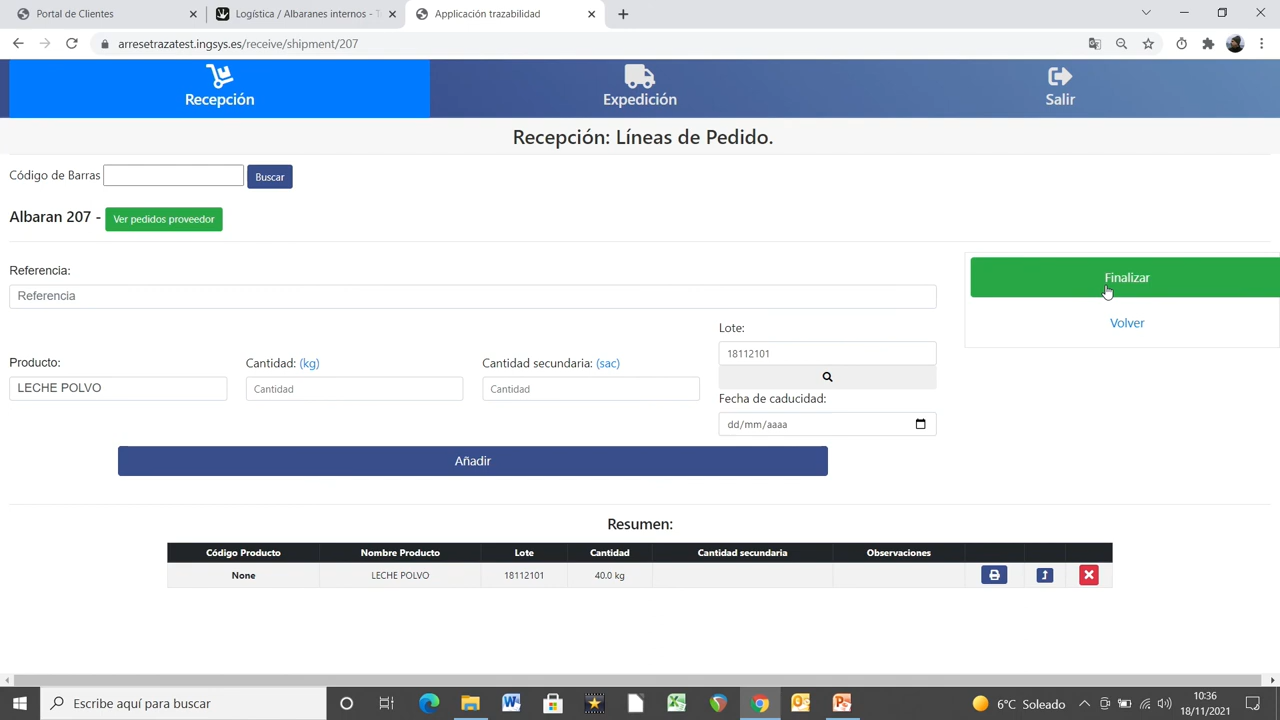 Portal de Clientes
Logística / Albaranes internos - T
Aplicación trazabilidad
arresetrazatest.ingsys.es/receive/shipment/207
Recepción
Expedición
Salir
Recepción: Líneas de Pedido.
Código de Barras
Buscar
Albaran 207 -
Ver pedidos proveedor
Referencia:
Referencia
Finalizar
Volver
Producto:
LECHE POLVO
Cantidad: (kg)
Cantidad
Cantidad secundaria: (sac)
Cantidad
Lote:
18112101
Fecha de caducidad:
dd/mm/aaaa
Añadir
Resumen:
Código Producto Nombre Producto Lote Cantidad Cantidad secundaria Observaciones
None LECHE POLVO 18112101 40.0 kg
Escribe aquí para buscar
6°C Soleado
10:36
18/11/2021